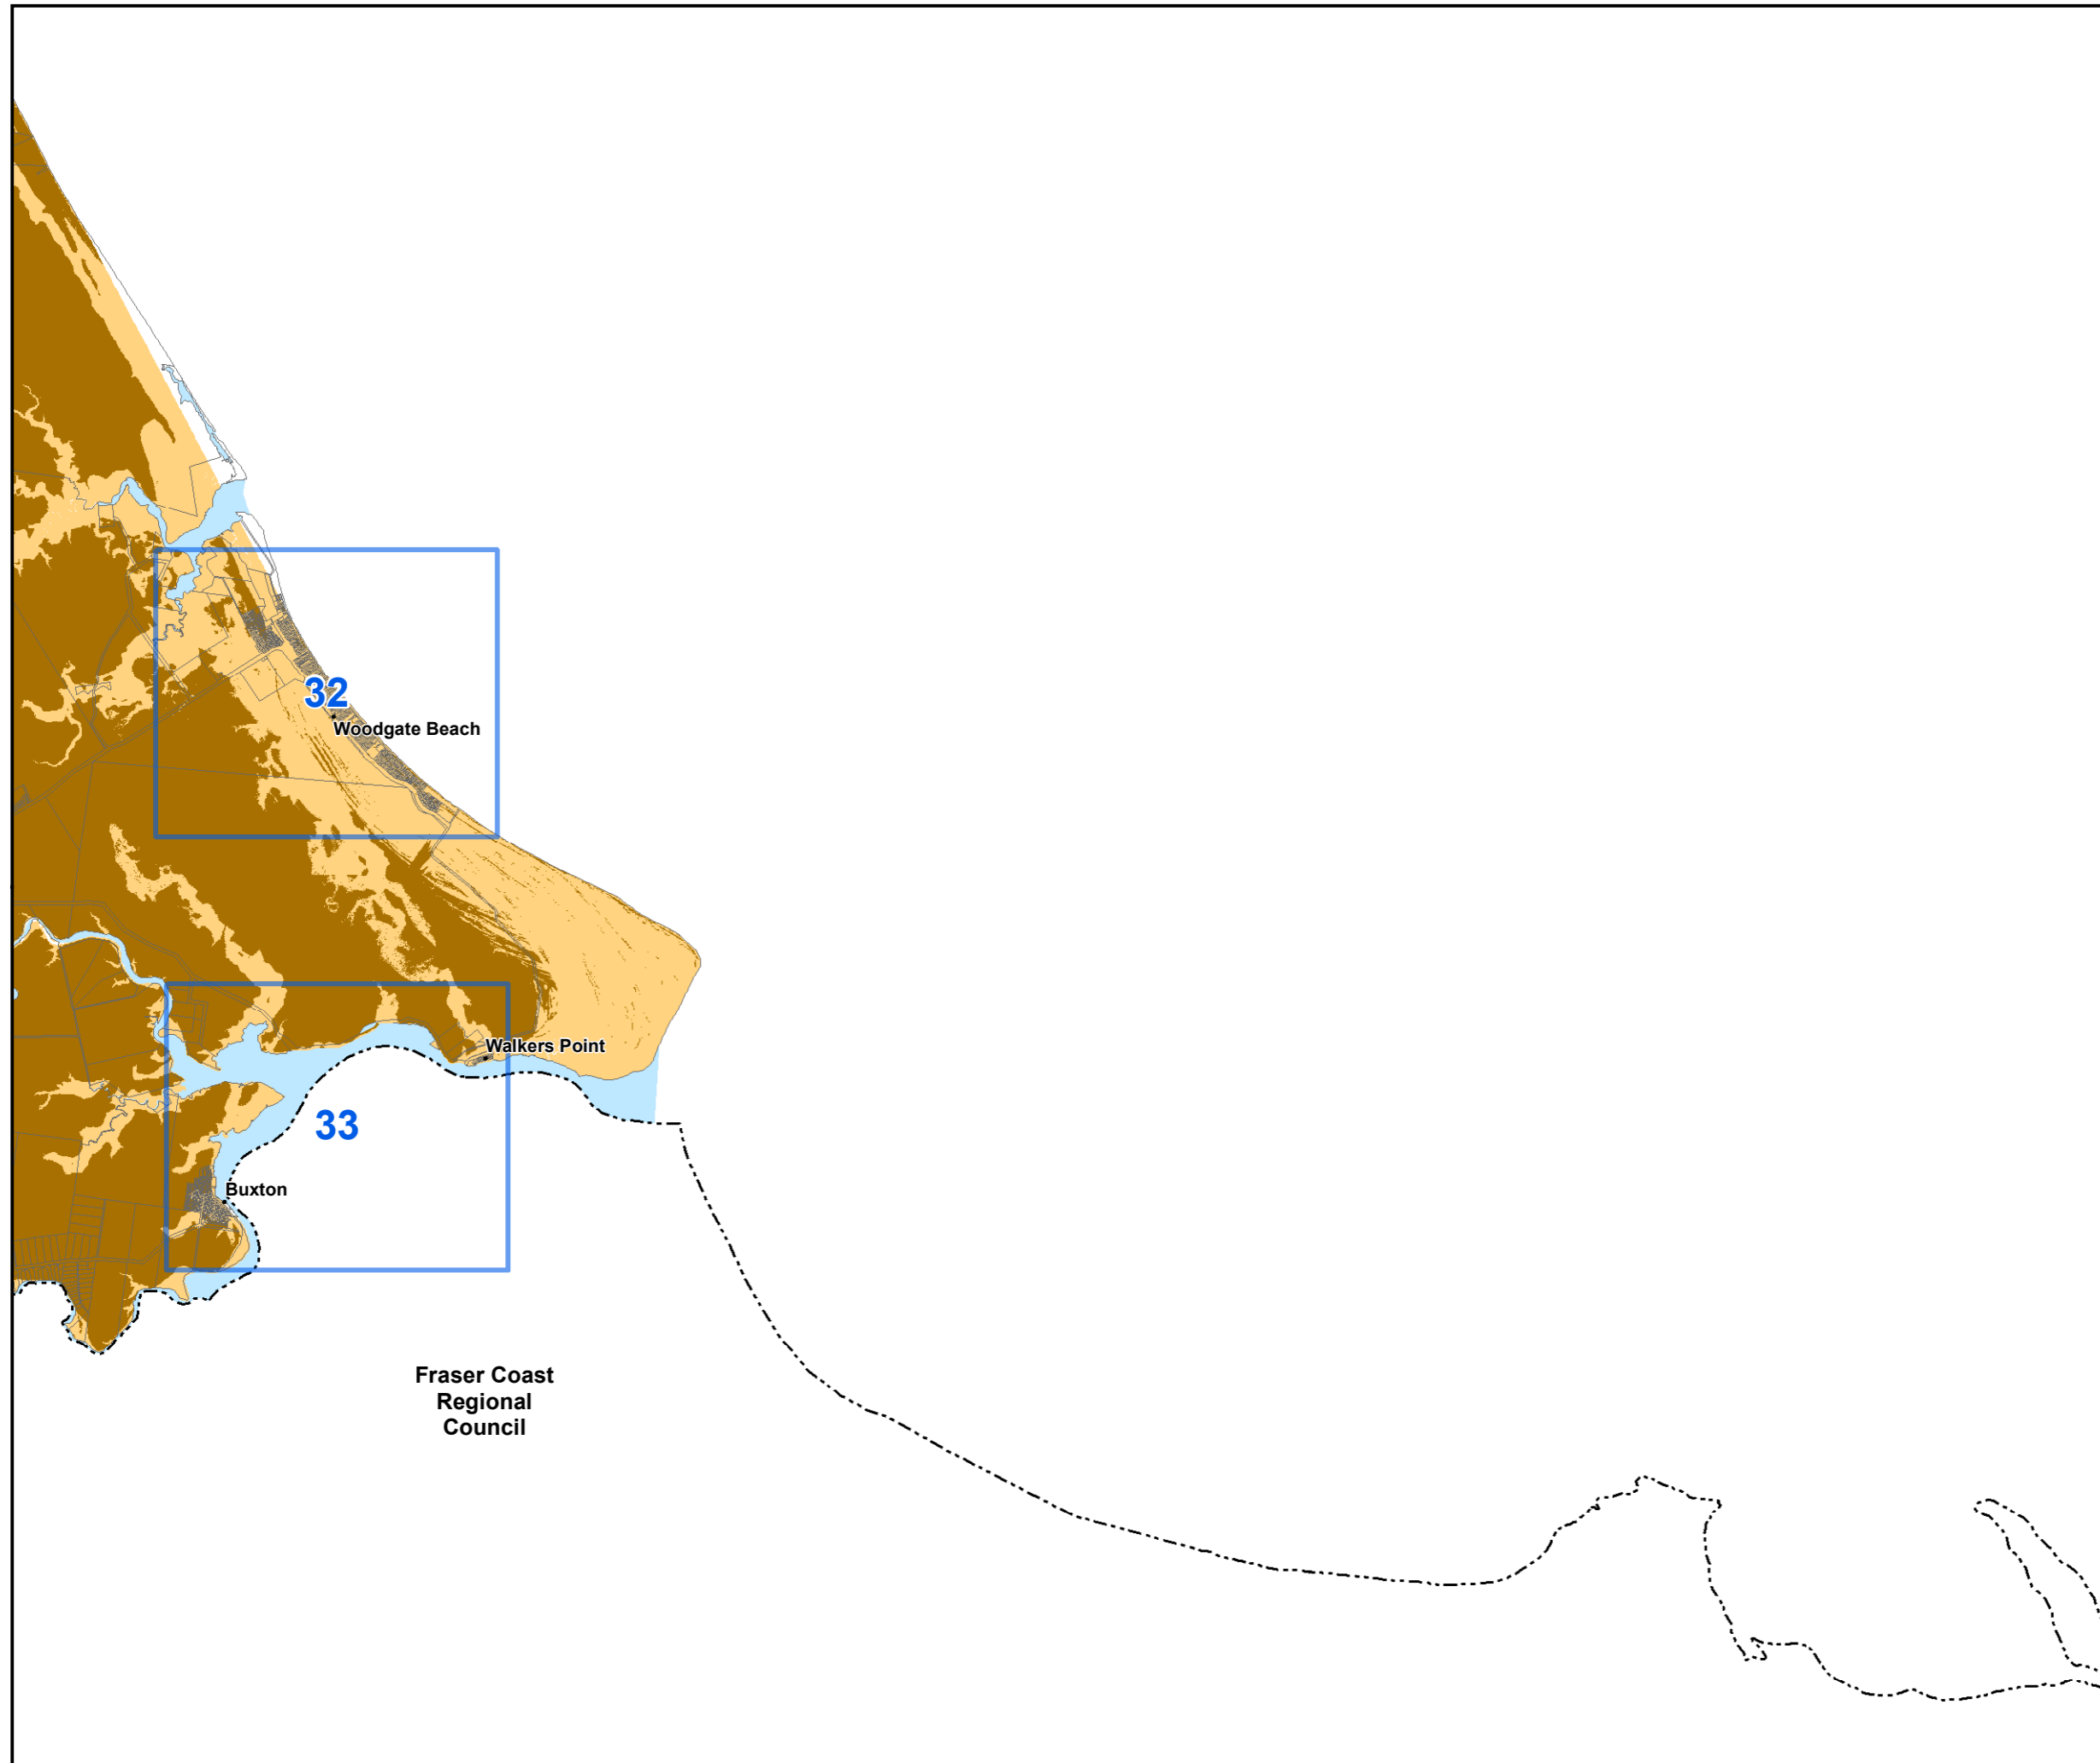 32
Woodgate Beach
Walkers Point
33
Buxton
Fraser Coast
Regional
Council